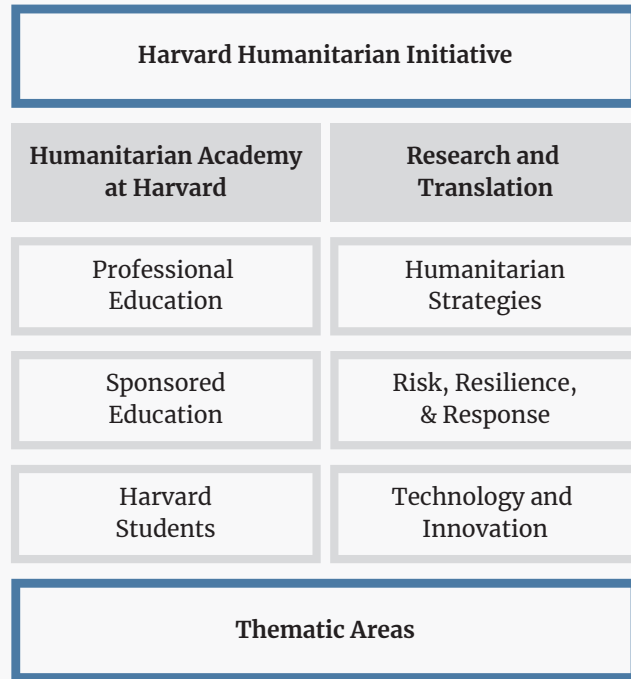 Harvard Humanitarian Initiative
Humanitarian Academy
at Harvard
Research and
Translation
Professional
Education
Humanitarian
Strategies
Sponsored
Education
Risk, Resilience,
& Response
Harvard
Students
Technology and
Innovation
Thematic Areas